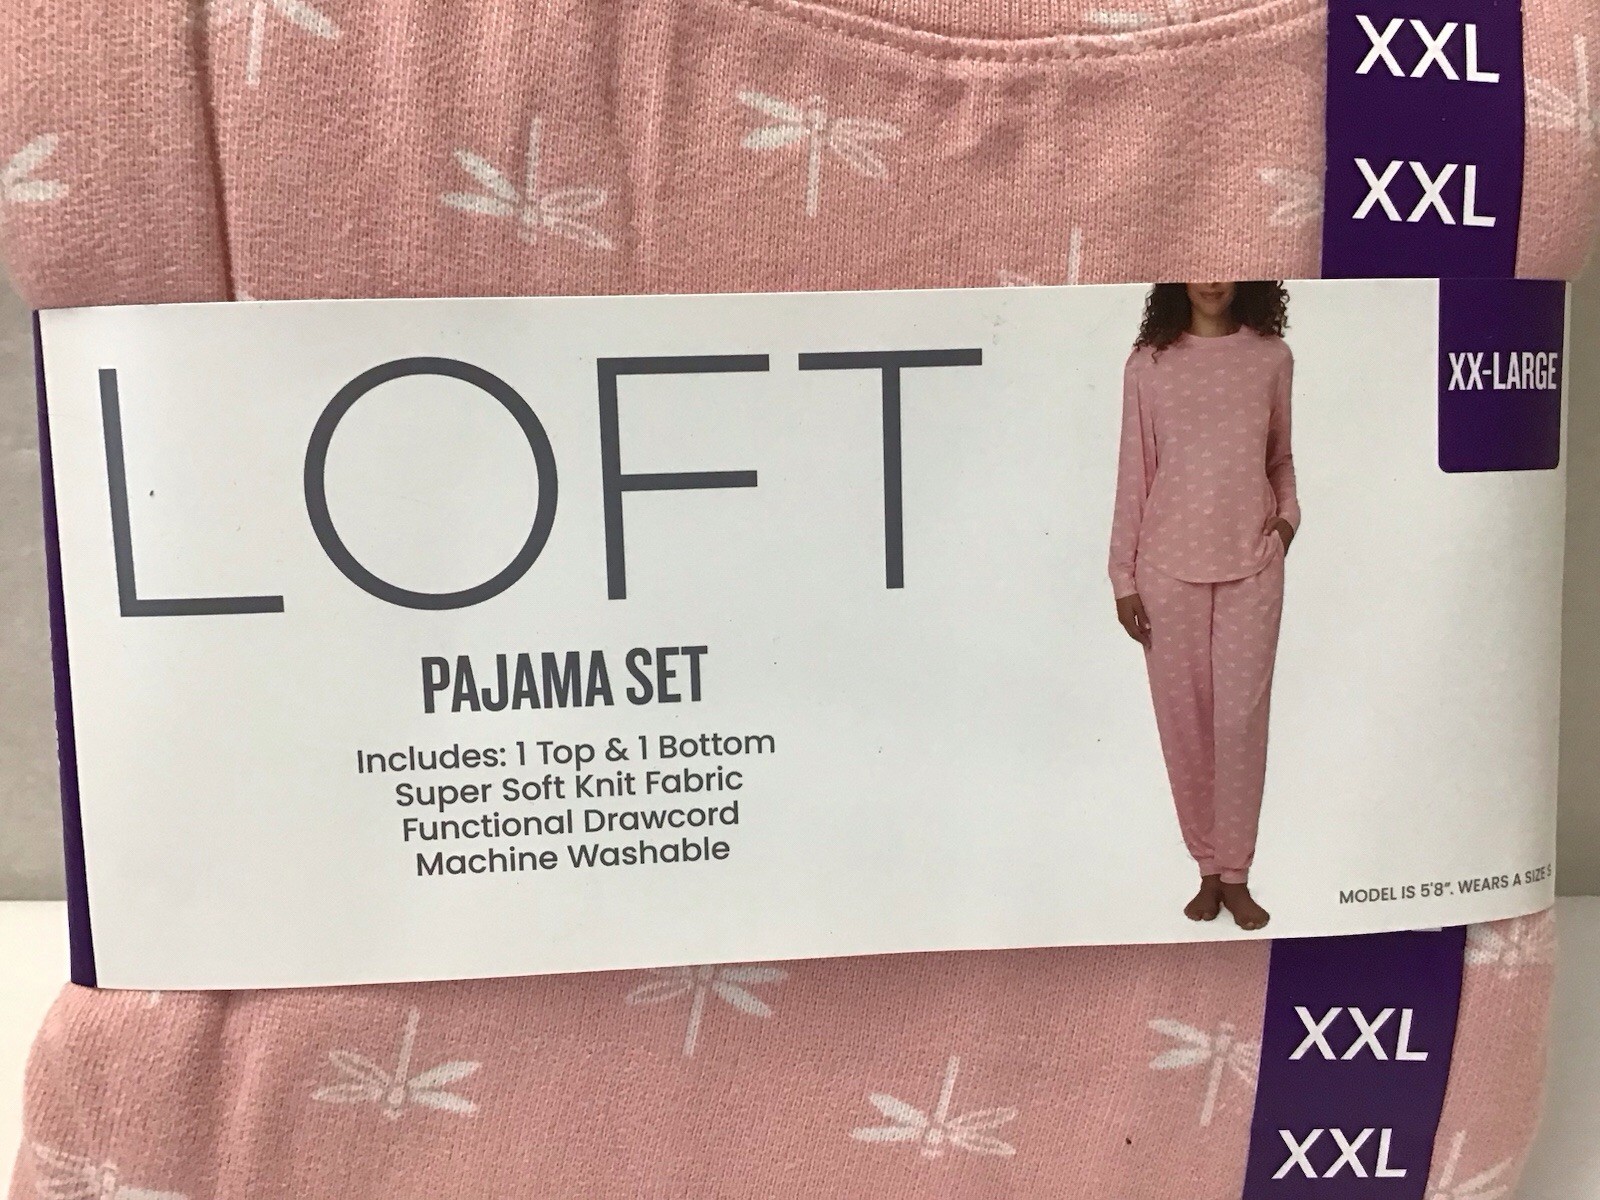 XXL
XXL
LOFT
XX-LARGE
PAJAMA SET
Includes: 1 Top & 1 Bottom
Super Soft Knit Fabric
Functional Drawcord
Machine Washable
MODEL IS 5'8". WEARS A SIZE S
XXL
XXL